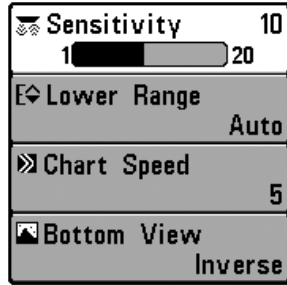 Sensitivity 10
1 20
Lower Range
Auto
Chart Speed
5
Bottom View
Inverse